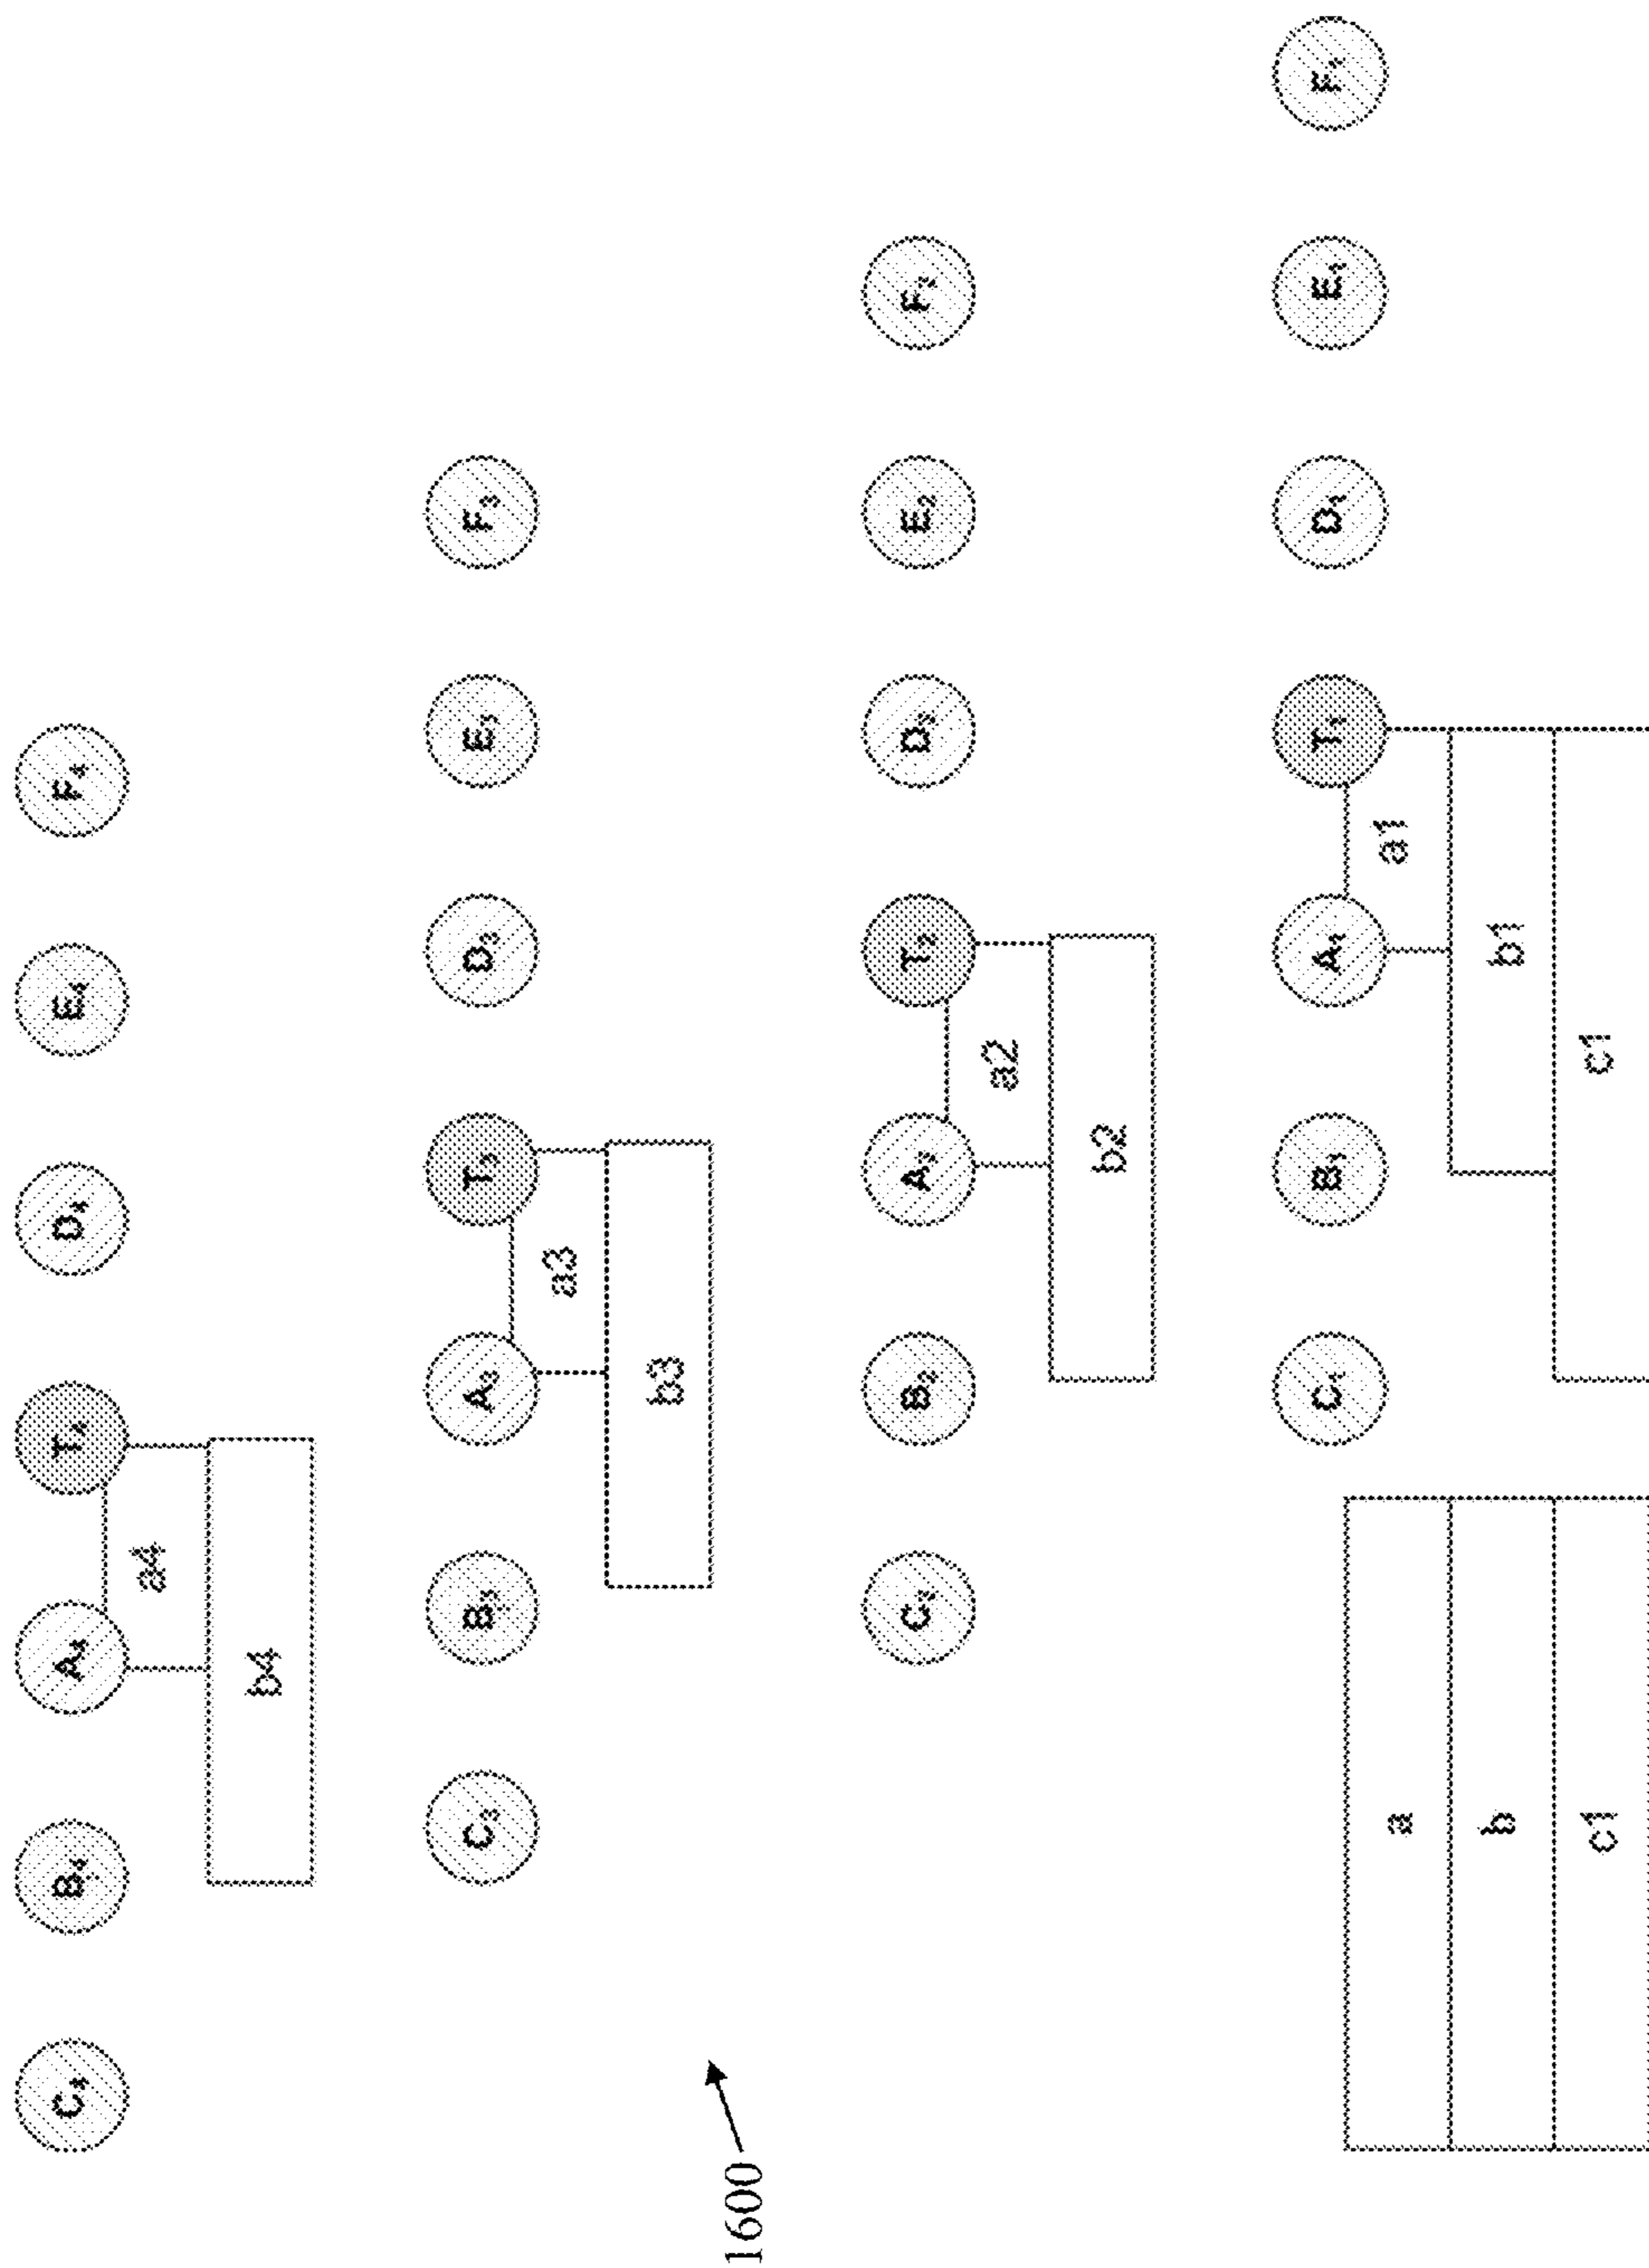 C₄ B₄ A₄ T₄ D₄ E₄ F₄
a4
b4
C₃ B₃ A₃ T₃ D₃ E₃ F₃
a3
b3
1600
C₂ B₂ A₂ T₂ D₂ E₂ F₂
a2
b2
C₁ B₁ A₁ T₁ D₁ E₁ F₁
a a1
b b1
c1 c1